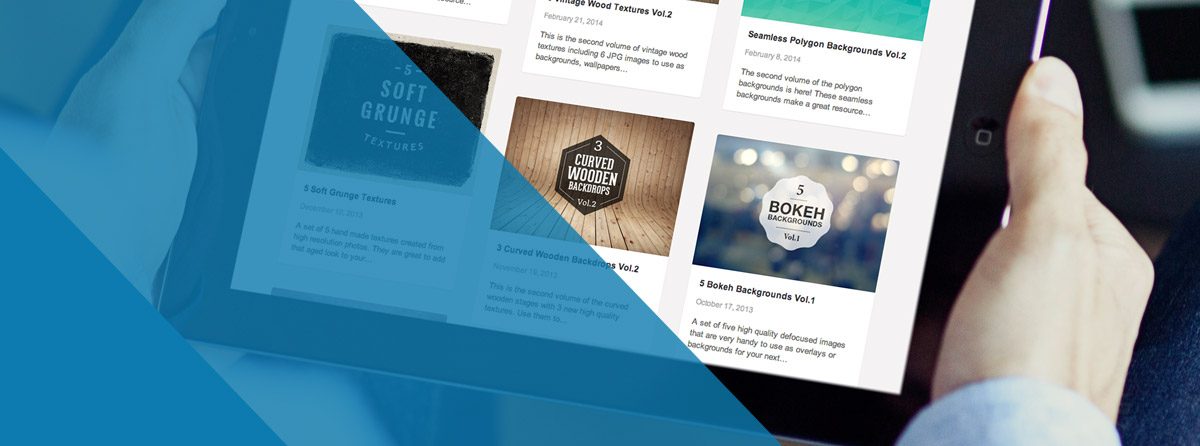 Vintage Wood Textures Vol.2
February 21, 2014
This is the second volume of vintage wood
textures including 6 JPG images to use as
backgrounds, wallpapers…
Seamless Polygon Backgrounds Vol.2
February 8, 2014
The second volume of the polygon
backgrounds is here! These seamless
backgrounds make a great resource…
-5-
SOFT
GRUNGE
TEXTURES
5 Soft Grunge Textures
December 12, 2013
A set of 5 hand made textures created from
high resolution photos. They are great to add
that aged look to your…
3
CURVED
WOODEN
BACKDROPS
Vol.2
3 Curved Wooden Backdrops Vol.2
November 19, 2013
This is the second volume of the curved
wooden stages with 3 new high quality
textures. Use them to…
5
BOKEH
BACKGROUNDS
Vol.1
5 Bokeh Backgrounds Vol.1
October 17, 2013
A set of five high quality defocused images
that are very handy to use as overlays or
backgrounds for your next…